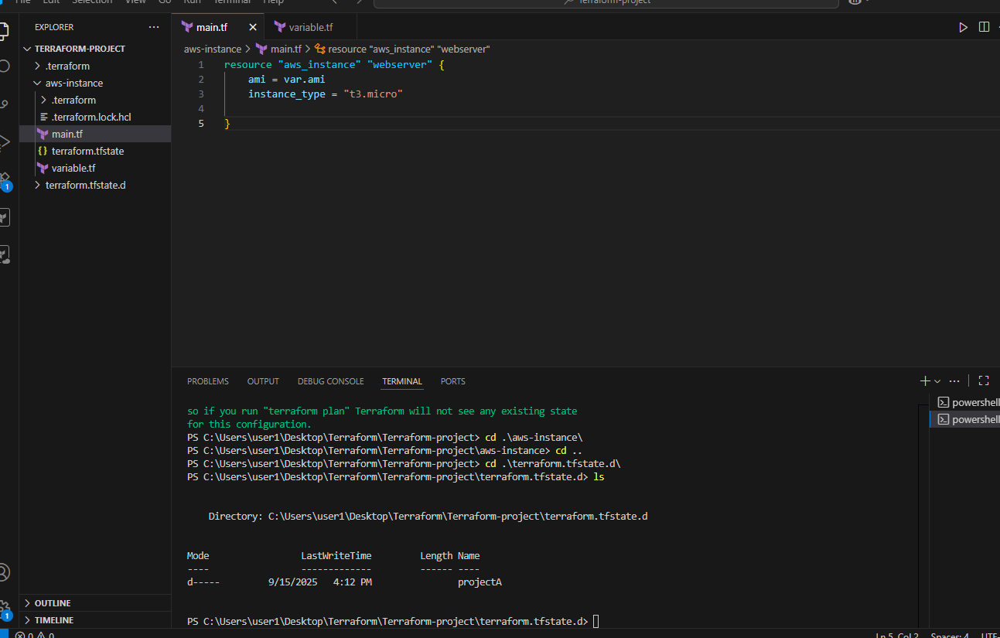 File Edit Selection View Go Run Terminal Help
Terraform-project
EXPLORER
TERRAFORM-PROJECT
.terraform
aws-instance
.terraform
.terraform.lock.hcl
main.tf
{} terraform.tfstate
variable.tf
terraform.tfstate.d
1
OUTLINE
TIMELINE
1
main.tf
variable.tf
aws-instance > main.tf > resource "aws_instance" "webserver"
1 resource "aws_instance" "webserver" {
2 ami = var.ami
3 instance_type = "t3.micro"
4
5 }
PROBLEMS OUTPUT DEBUG CONSOLE TERMINAL PORTS
so if you run "terraform plan" Terraform will not see any existing state
for this configuration.
PS C:\Users\user1\Desktop\Terraform\Terraform-project> cd .\aws-instance\
PS C:\Users\user1\Desktop\Terraform\Terraform-project\aws-instance> cd ..
PS C:\Users\user1\Desktop\Terraform\Terraform-project> cd .\terraform.tfstate.d\
PS C:\Users\user1\Desktop\Terraform\Terraform-project\terraform.tfstate.d> ls
Directory: C:\Users\user1\Desktop\Terraform\Terraform-project\terraform.tfstate.d
Mode LastWriteTime Length Name
---- ------------- ------ ----
d----- 9/15/2025 4:12 PM projectA
PS C:\Users\user1\Desktop\Terraform\Terraform-project\terraform.tfstate.d>
powershell
powershell
0 0
Ln 5, Col 2 Spaces: 4 UTF-